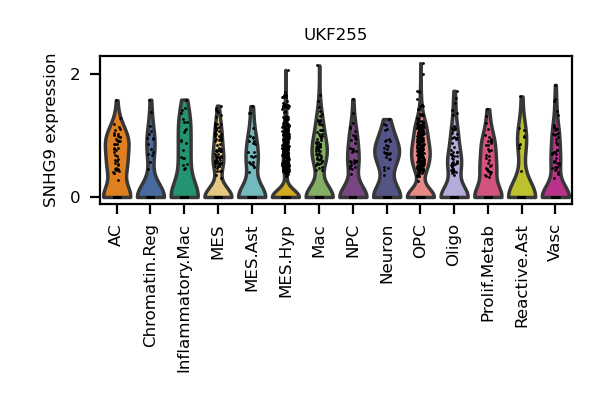 UKF255
SNHG9 expression
2
0
AC
Chromatin.Reg
Inflammatory.Mac
MES
MES.Ast
MES.Hyp
Mac
NPC
Neuron
OPC
Oligo
Prolif.Metab
Reactive.Ast
Vasc